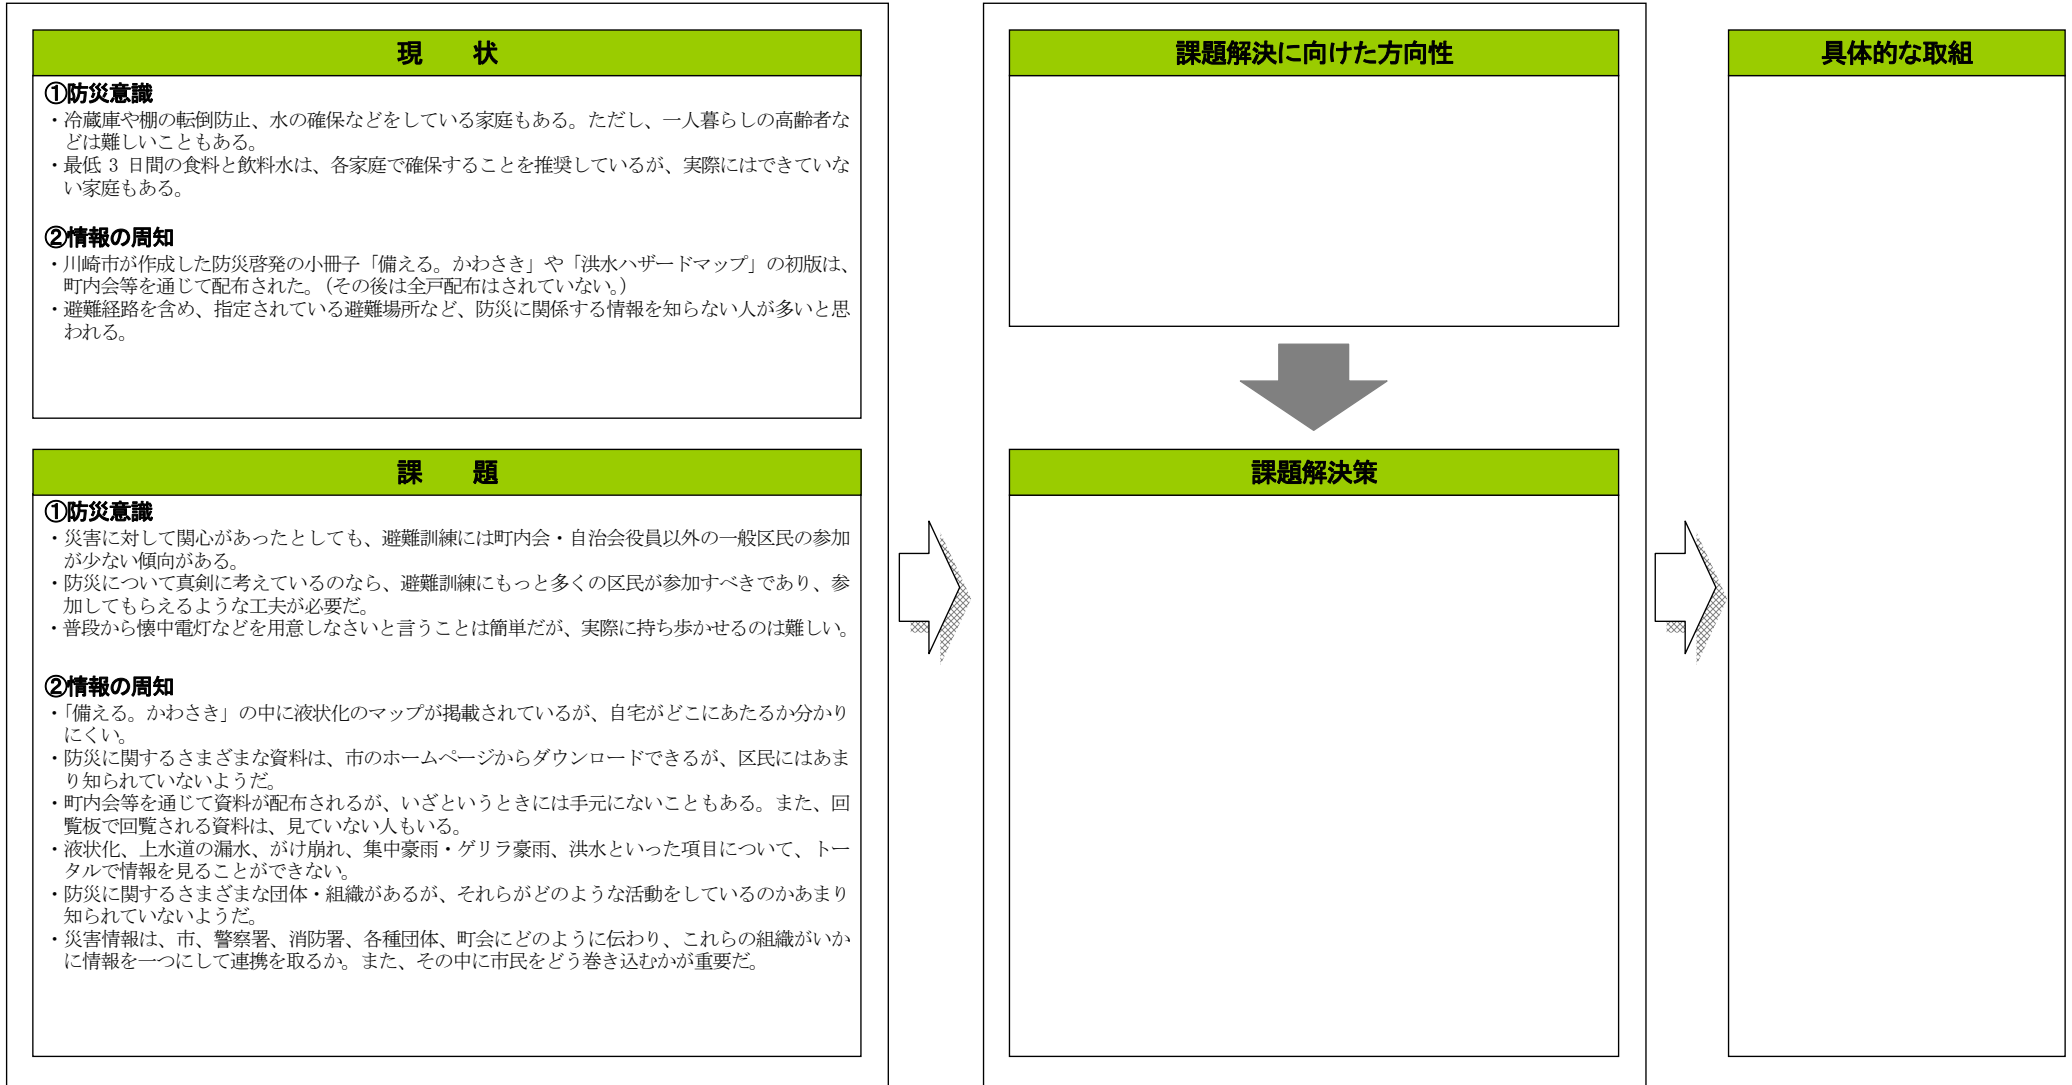 現　状
①防災意識
・冷蔵庫や棚の転倒防止、水の確保などをしている家庭もある。ただし、一人暮らしの高齢者な
どは難しいこともある。
・最低 3 日間の食料と飲料水は、各家庭で確保することを推奨しているが、実際にはできていな
い家庭もある。
②情報の周知
・川崎市が作成した防災啓発の小冊子「備える。かわさき」や「洪水ハザードマップ」の初版は、
町内会等を通じて配布された。（その後は全戸配布はされていない。）
・避難経路を含め、指定されている避難場所など、防災に関係する情報を知らない人が多いと思
われる。
課　題
①防災意識
・災害に対して関心があったとしても、避難訓練には町内会・自治会役員以外の一般区民の参加
が少ない傾向がある。
・防災について真剣に考えているのなら、避難訓練にもっと多くの区民が参加すべきであり、参
加してもらえるような工夫が必要だ。
・普段から懐中電灯などを用意しなさいと言うことは簡単だが、実際に持ち歩かせるのは難しい。
②情報の周知
・「備える。かわさき」の中に液状化のマップが掲載されているが、自宅がどこにあたるか分かり
にくい。
・防災に関するさまざまな資料は、市のホームページからダウンロードできるが、区民にはあま
り知られていないようだ。
・町内会等を通じて資料が配布されるが、いざというときには手元にないこともある。また、回
覧板で回覧される資料は、見ていない人もいる。
・液状化、上水道の漏水、がけ崩れ、集中豪雨・ゲリラ豪雨、洪水といった項目について、トー
タルで情報を見ることができない。
・防災に関するさまざまな団体・組織があるが、それらがどのような活動をしているのかあまり
知られていないようだ。
・災害情報は、市、警察署、消防署、各種団体、町会にどのように伝わり、これらの組織がいか
に情報を一つにして連携を取るか。また、その中に市民をどう巻き込むかが重要だ。
課題解決に向けた方向性
課題解決策
具体的な取組